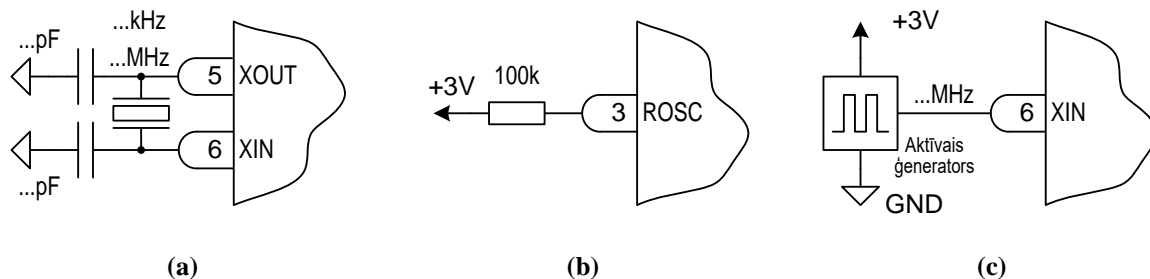 ...kHz
...pF
...MHz
5 XOUT
6 XIN
...pF
(a)
+3V
100k
3 ROSC
(b)
+3V
...MHz
6 XIN
Aktīvais
ģenerators
GND
(c)